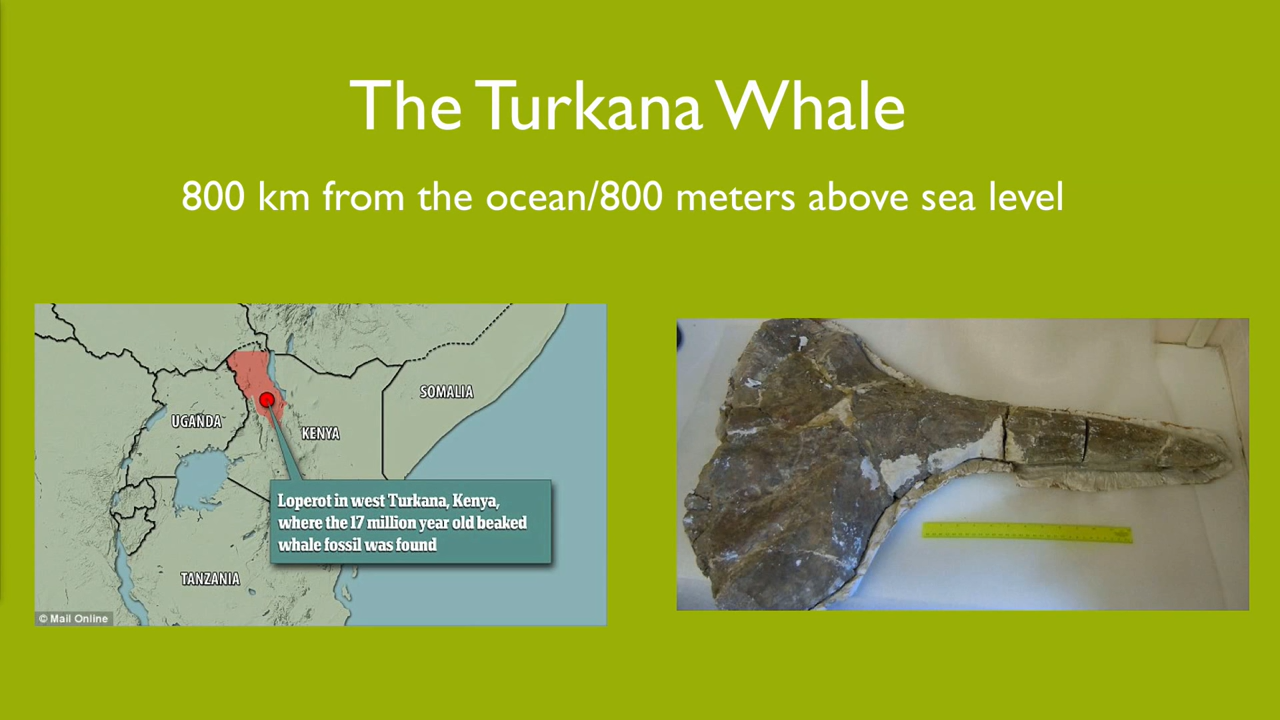 The Turkana Whale
800 km from the ocean/800 meters above sea level
SOMALIA
UGANDA
KENYA
Loperot in west Turkana, Kenya,
where the 17 million year old beaked
whale fossil was found
TANZANIA
© Mail Online